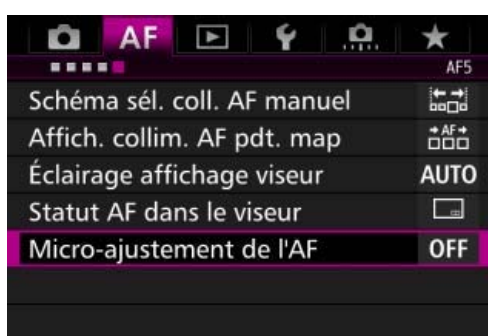 AF
AF5
Schéma sél. coll. AF manuel
Affich. collim. AF pdt. map
AF
Éclairage affichage viseur AUTO
Statut AF dans le viseur
Micro-ajustement de l'AF OFF